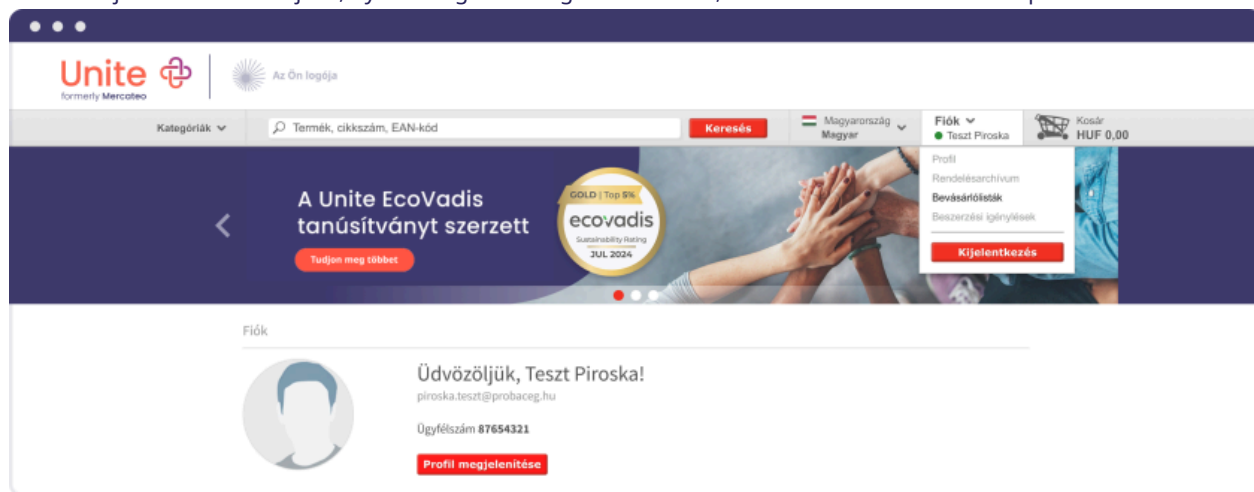 Unite
formerly Mercateo
Az Ön logója
Kategóriák
Termék, cikkszám, EAN-kód
Keresés
Magyarország
Magyar
Fiók
Teszt Piroska
Kosár
HUF 0,00
A Unite EcoVadis
tanúsítványt szerzett
Tudjon meg többet
GOLD | Top 5%
ecovadis
Sustainability Rating
JUL 2024
Profil
Rendelésarchívum
Bevásárlólisták
Beszerzési igénylések
Kijelentkezés
Fiók
Üdvözöljük, Teszt Piroska!
piroska.teszt@probaceg.hu
Ügyfélszám 87654321
Profil megjelenítése